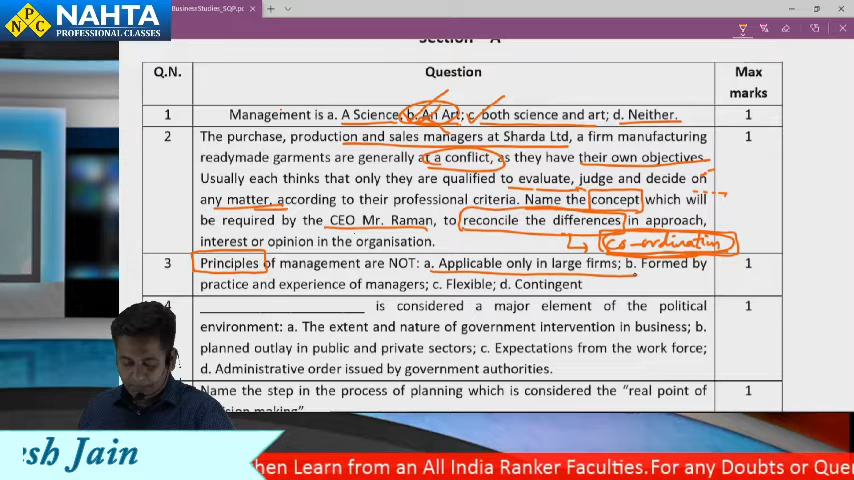 NPC
NAHTA
PROFESSIONAL CLASSES
BusinesrStudies_SQP
Section – A
Q.N. Question Max marks
1 Management is a. A Science, b. An Art; c. both science and art; d. Neither. 1
2 The purchase, production and sales managers at Sharda Ltd, a firm manufacturing 1
readymade garments are generally at a conflict, as they have their own objectives.
Usually each thinks that only they are qualified to evaluate, judge and decide on
any matter, according to their professional criteria. Name the concept which will
be required by the CEO Mr. Raman, to reconcile the differences in approach,
interest or opinion in the organisation.
co-ordination
3 Principles of management are NOT: a. Applicable only in large firms; b. Formed by 1
practice and experience of managers; c. Flexible; d. Contingent
4 ____________________ is considered a major element of the political 1
environment: a. The extent and nature of government intervention in business; b.
planned outlay in public and private sectors; c. Expectations from the work force;
d. Administrative order issued by government authorities.
Name the step in the process of planning which is considered the "real point of 1
making"
esh Jain
hen Learn from an All India Ranker Faculties. For any Doubts or Que